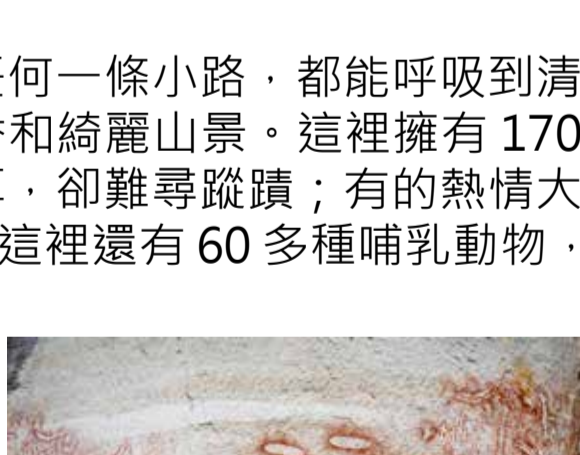 何一條小路，都能呼吸到清
和綺麗山景。這裡擁有 170
，卻難尋蹤蹟；有的熱情大
這裡還有 60 多種哺乳動物，